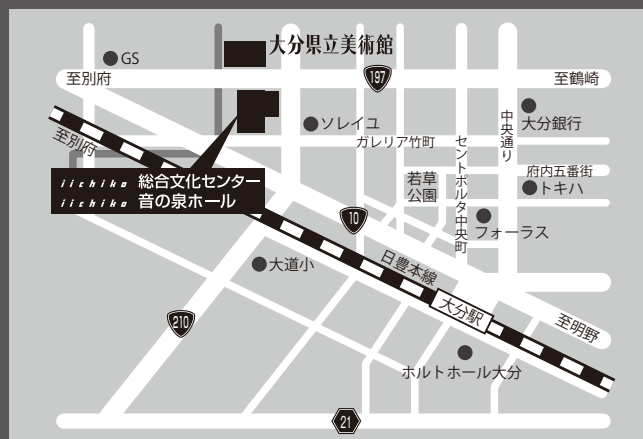 大分県立美術館
GS
至別府
197
至鶴崎
ソレイユ
中央通り
大分銀行
ガレリア竹町
至別府
セントポルタ中央町
府内五番街
トキハ
若草
公園
iichiko 総合文化センター
iichiko 音の泉ホール
10
フォーラス
大道小
日豊本線
大分駅
210
至明野
ホルトホール大分
21